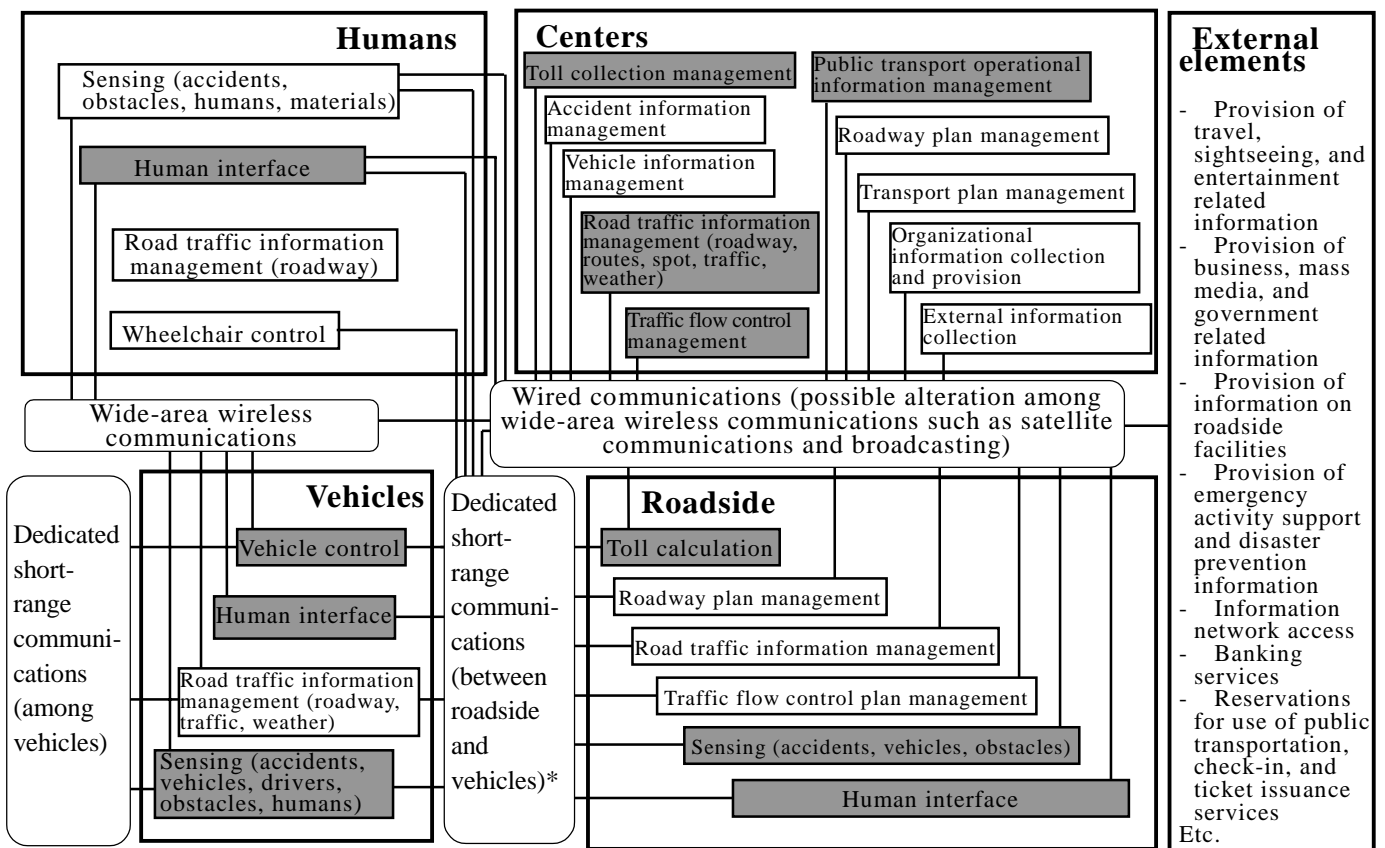 Humans
Sensing (accidents,
obstacles, humans, materials)
Human interface
Road traffic information
management (roadway)
Wheelchair control
Centers
Toll collection management
Accident information
management
Vehicle information
management
Road traffic information
management (roadway,
routes, spot, traffic,
weather)
Traffic flow control
management
Public transport operational
information management
Roadway plan management
Transport plan management
Organizational
information collection
and provision
External information
collection
External
elements
- Provision of
travel,
sightseeing, and
entertainment
related
information
- Provision of
business, mass
media, and
government
related
information
- Provision of
information on
roadside
facilities
- Provision of
emergency
activity support
and disaster
prevention
information
- Information
network access
- Banking
services
- Reservations
for use of public
transportation,
check-in, and
ticket issuance
services
Etc.
Wide-area wireless
communications
Wired communications (possible alteration among
wide-area wireless communications such as satellite
communications and broadcasting)
Dedicated
short-
range
communi-
cations
(among
vehicles)
Vehicles
Vehicle control
Human interface
Road traffic information
management (roadway,
traffic, weather)
Sensing (accidents,
vehicles, drivers,
obstacles, humans)
Dedicated
short-
range
communi-
cations
(between
roadside
and
vehicles)*
Roadside
Toll calculation
Roadway plan management
Road traffic information management
Traffic flow control plan management
Sensing (accidents, vehicles, obstacles)
Human interface